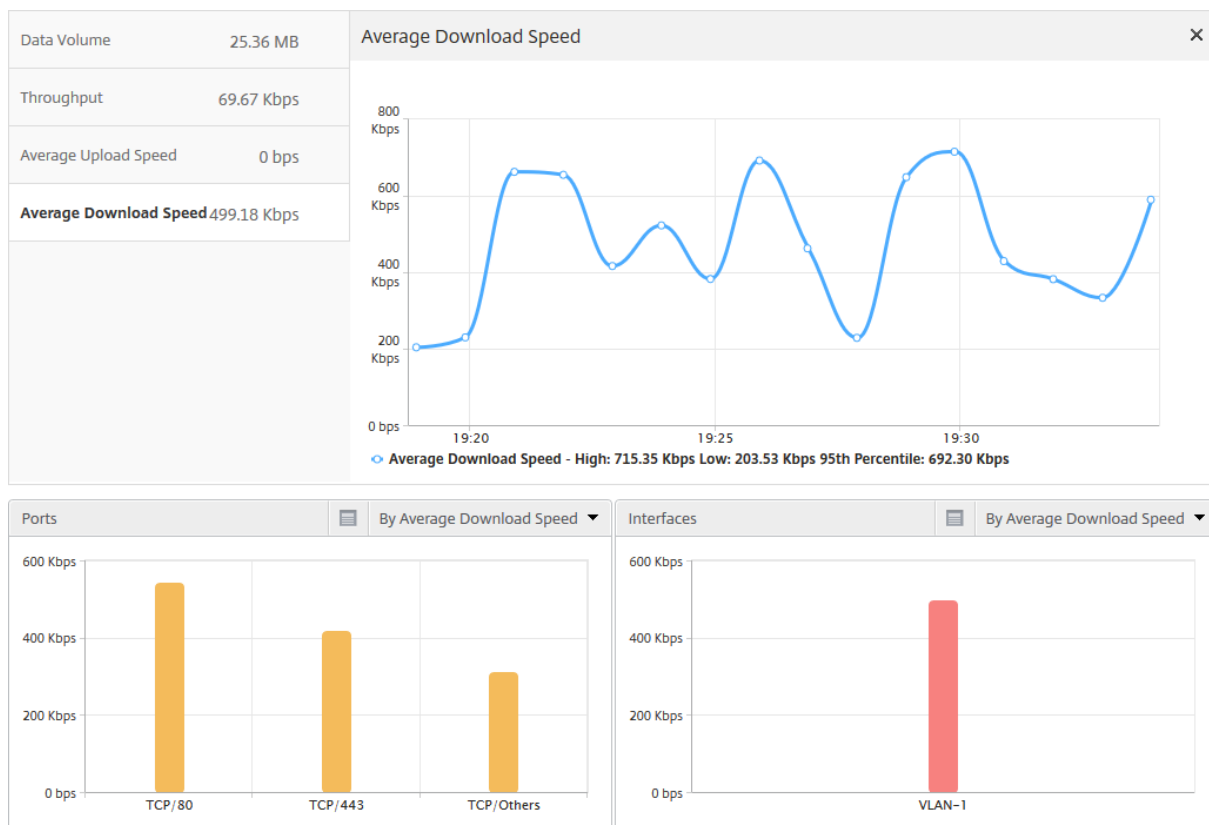 Data Volume 25.36 MB
Throughput 69.67 Kbps
Average Upload Speed 0 bps
Average Download Speed 499.18 Kbps
Average Download Speed ×
800
Kbps
600
Kbps
400
Kbps
200
Kbps
0 bps
19:20 19:25 19:30
Average Download Speed - High: 715.35 Kbps Low: 203.53 Kbps 95th Percentile: 692.30 Kbps
Ports By Average Download Speed
600 Kbps
400 Kbps
200 Kbps
0 bps
TCP/80 TCP/443 TCP/Others
Interfaces By Average Download Speed
600 Kbps
400 Kbps
200 Kbps
0 bps
VLAN-1